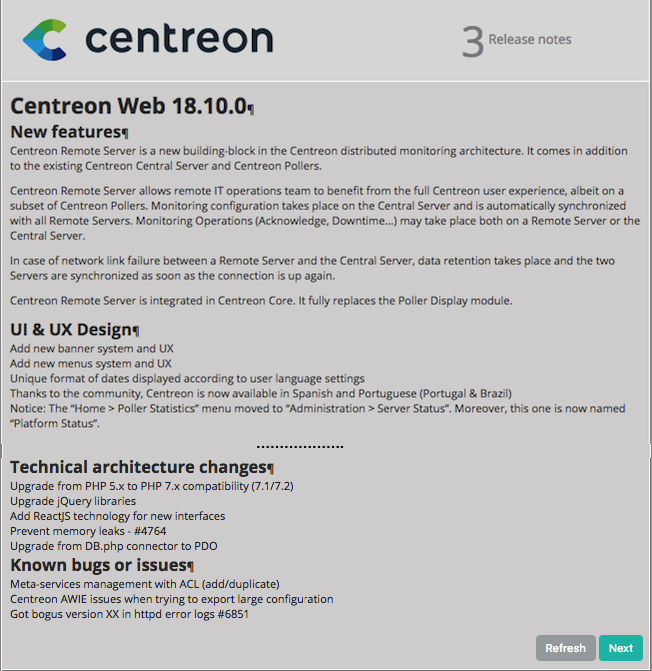 centreon
3 Release notes
Centreon Web 18.10.0¶
New features¶
Centreon Remote Server is a new building-block in the Centreon distributed monitoring architecture. It comes in addition
to the existing Centreon Central Server and Centreon Pollers.
Centreon Remote Server allows remote IT operations team to benefit from the full Centreon user experience, albeit on a
subset of Centreon Pollers. Monitoring configuration takes place on the Central Server and is automatically synchronized
with all Remote Servers. Monitoring Operations (Acknowledge, Downtime...) may take place both on a Remote Server or the
Central Server.
In case of network link failure between a Remote Server and the Central Server, data retention takes place and the two
Servers are synchronized as soon as the connection is up again.
Centreon Remote Server is integrated in Centreon Core. It fully replaces the Poller Display module.
UI & UX Design¶
Add new banner system and UX
Add new menus system and UX
Unique format of dates displayed according to user language settings
Thanks to the community, Centreon is now available in Spanish and Portuguese (Portugal & Brazil)
Notice: The “Home > Poller Statistics” menu moved to “Administration > Server Status”. Moreover, this one is now named
“Platform Status”.
...................
Technical architecture changes¶
Upgrade from PHP 5.x to PHP 7.x compatibility (7.1/7.2)
Upgrade jQuery libraries
Add ReactJS technology for new interfaces
Prevent memory leaks - #4764
Upgrade from DB.php connector to PDO
Known bugs or issues¶
Meta-services management with ACL (add/duplicate)
Centreon AWIE issues when trying to export large configuration
Got bogus version XX in httpd error logs #6851
Refresh Next